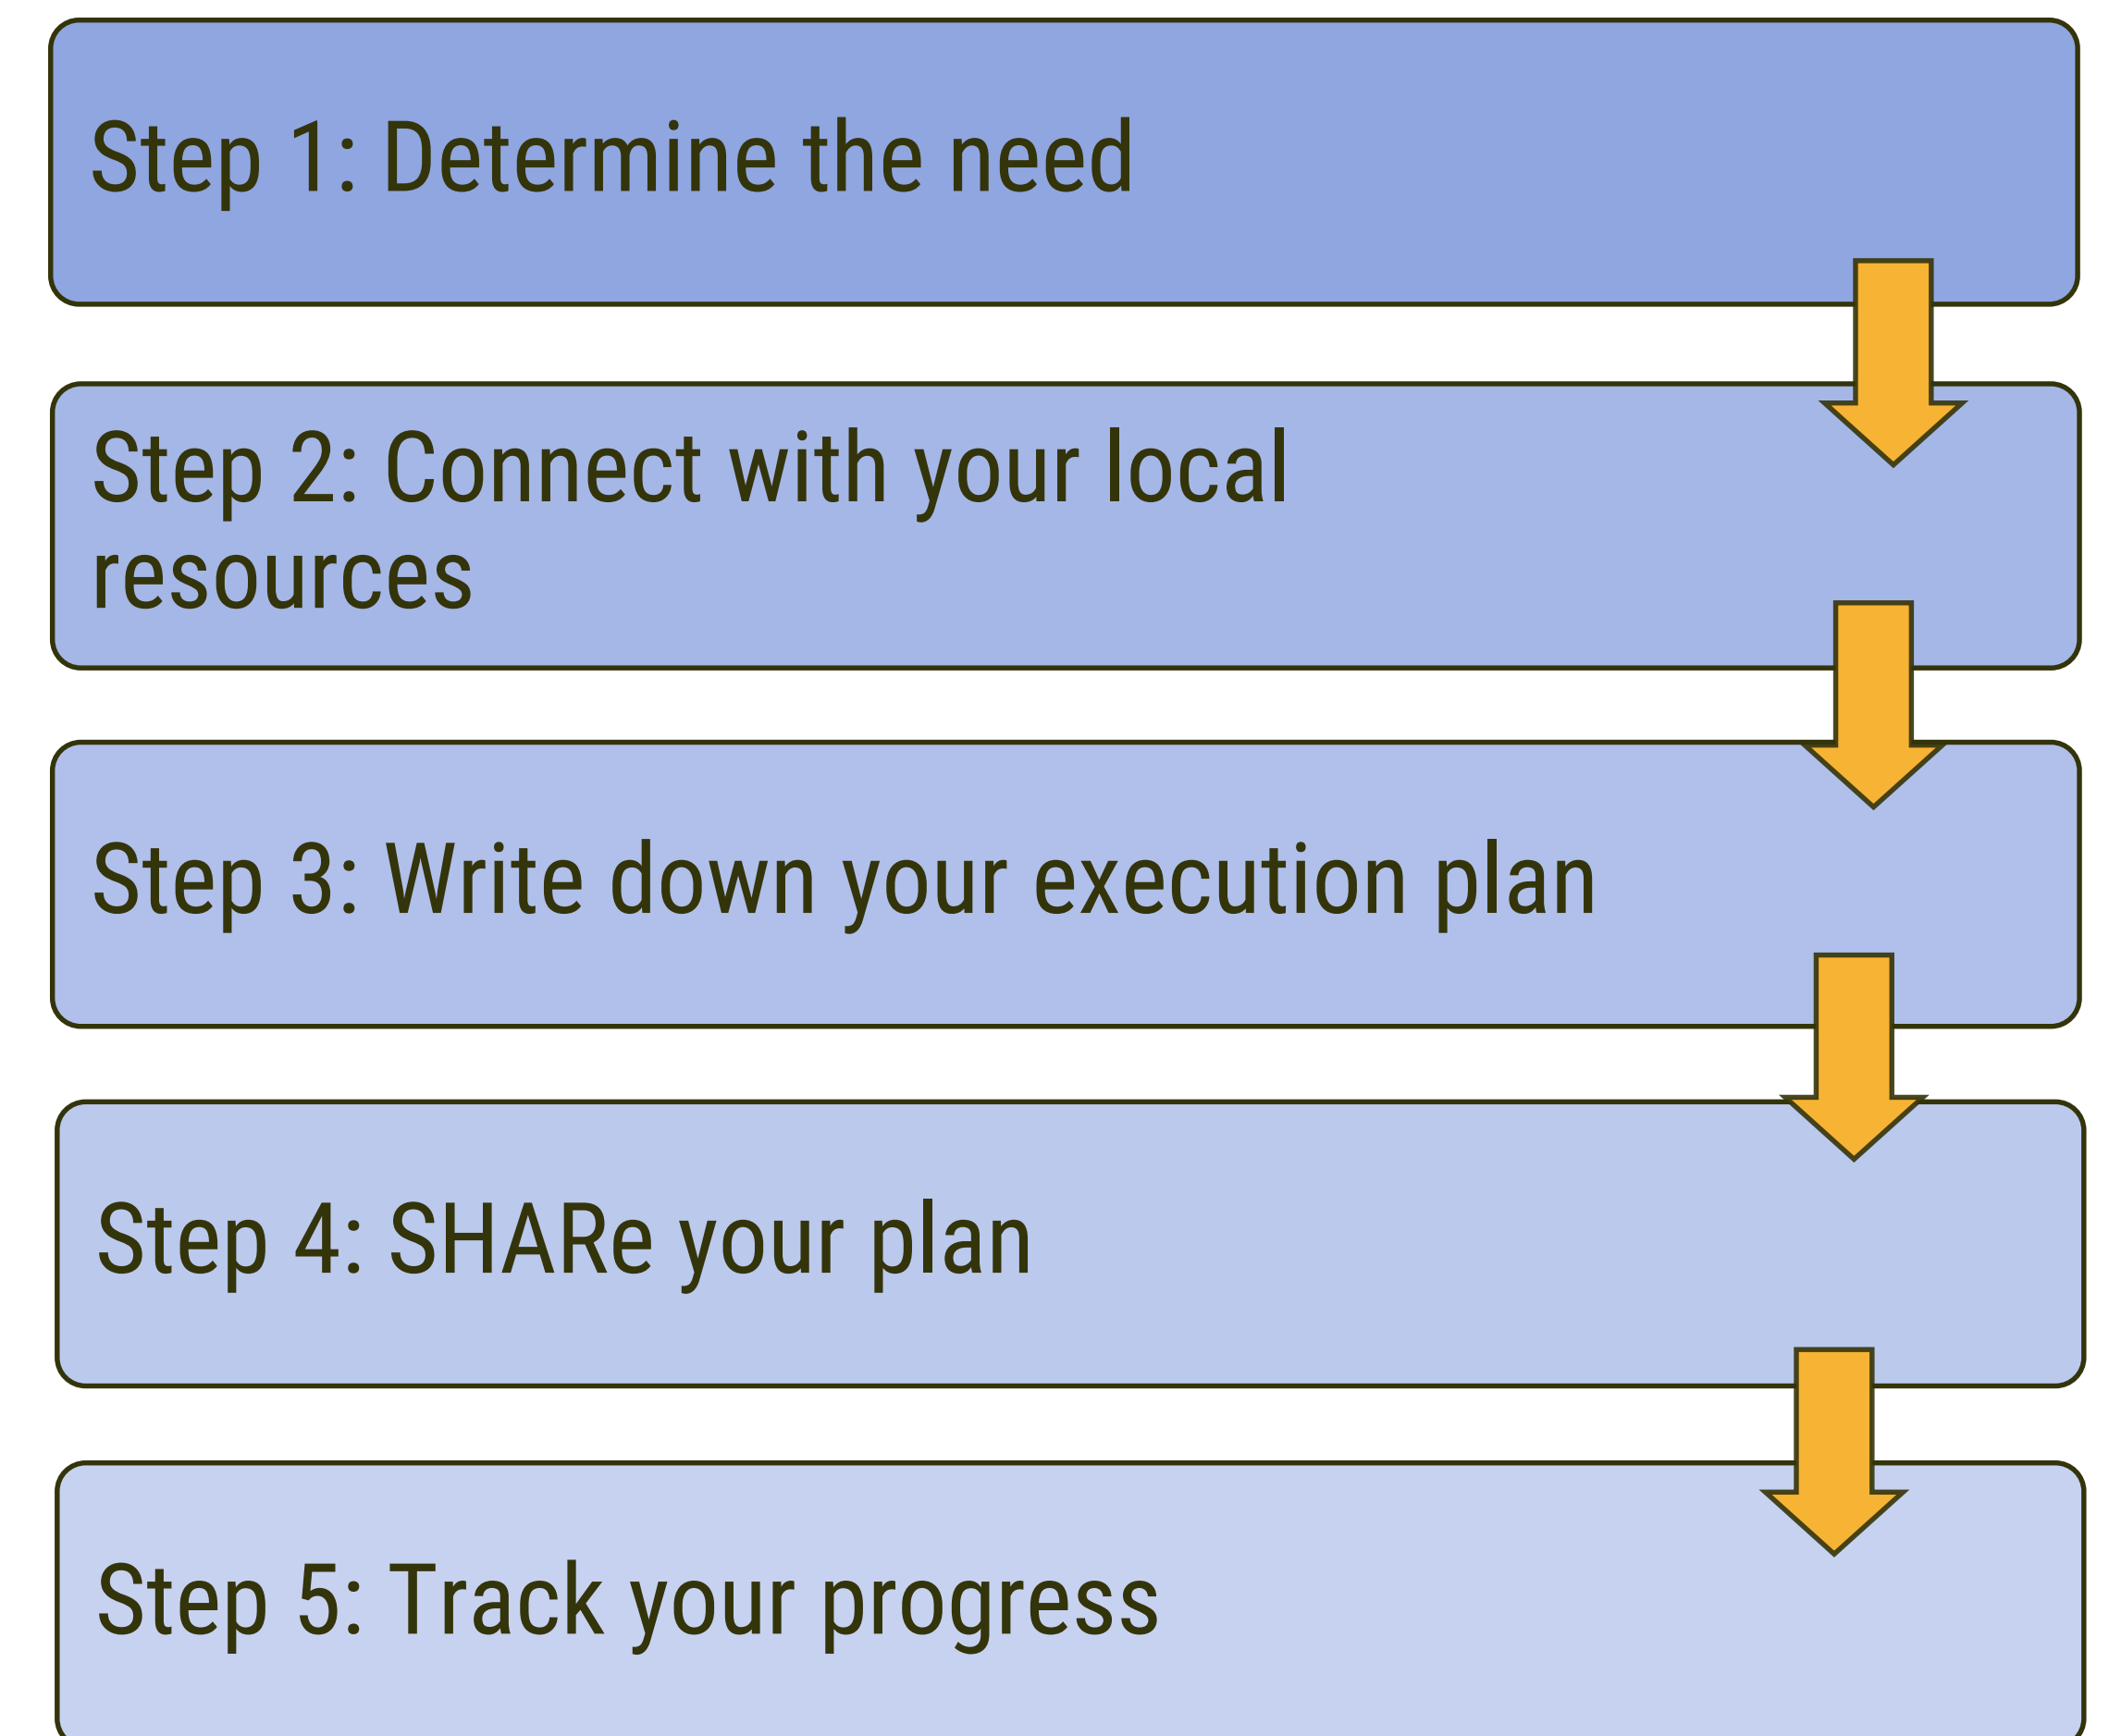 Step 1: Determine the need
Step 2: Connect with your local
resources
Step 3: Write down your execution plan
Step 4: SHARe your plan
Step 5: Track your progress